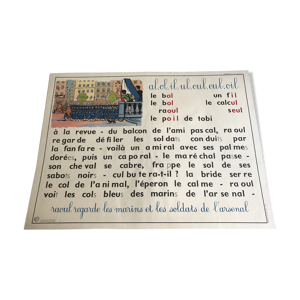 al.ol.il.ul.oul.eul.oil
le bal un fil
le bol le calcul
raoul seul
le poil de tobi
à la revue - du balcon de l'ami pascal, raoul
regarde défiler les soldats conduits par
la fanfare - voilà un amiral avec ses palmes
dorées, puis un caporal - le maréchal passe -
son cheval se cabre, frappe le sol de ses
sabots noirs - culbutera-t-il ? la bride serre
le col de l'animal, l'éperon le calme - raoul
voit les cols bleus des marins de l'arsenal -
raoul regarde les marins et les soldats de l'arsenal